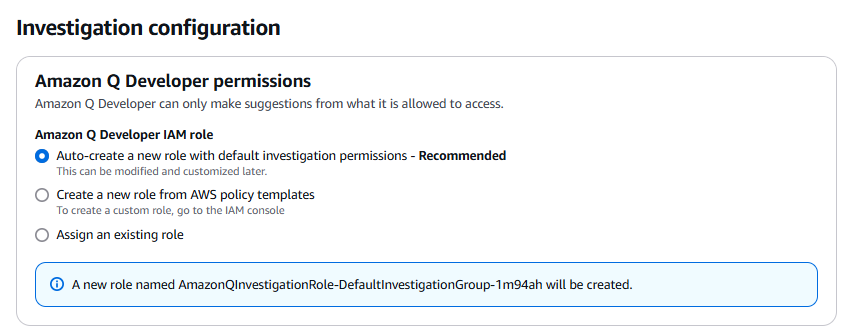 Investigation configuration
Amazon Q Developer permissions
Amazon Q Developer can only make suggestions from what it is allowed to access.
Amazon Q Developer IAM role
Auto-create a new role with default investigation permissions - Recommended
This can be modified and customized later.
Create a new role from AWS policy templates
To create a custom role, go to the IAM console
Assign an existing role
A new role named AmazonQInvestigationRole-DefaultInvestigationGroup-1m94ah will be created.